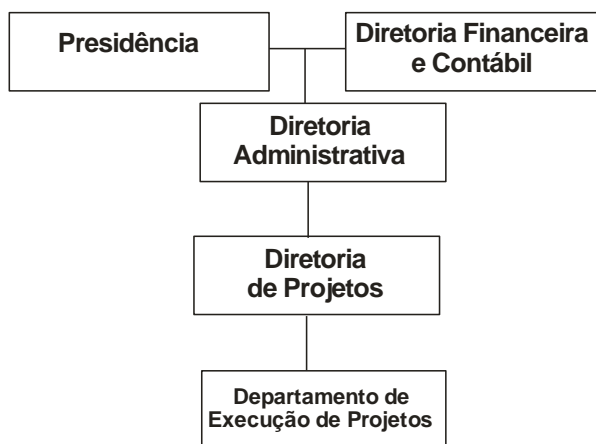 Presidência
Diretoria Financeira
e Contábil
Diretoria
Administrativa
Diretoria
de Projetos
Departamento de
Execução de Projetos